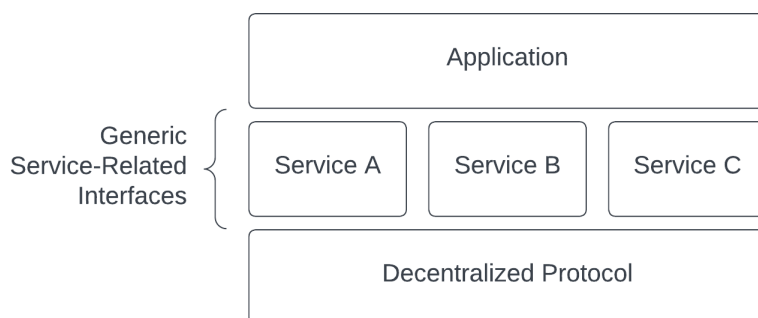 Application
Generic
Service-Related
Interfaces
Service A
Service B
Service C
Decentralized Protocol